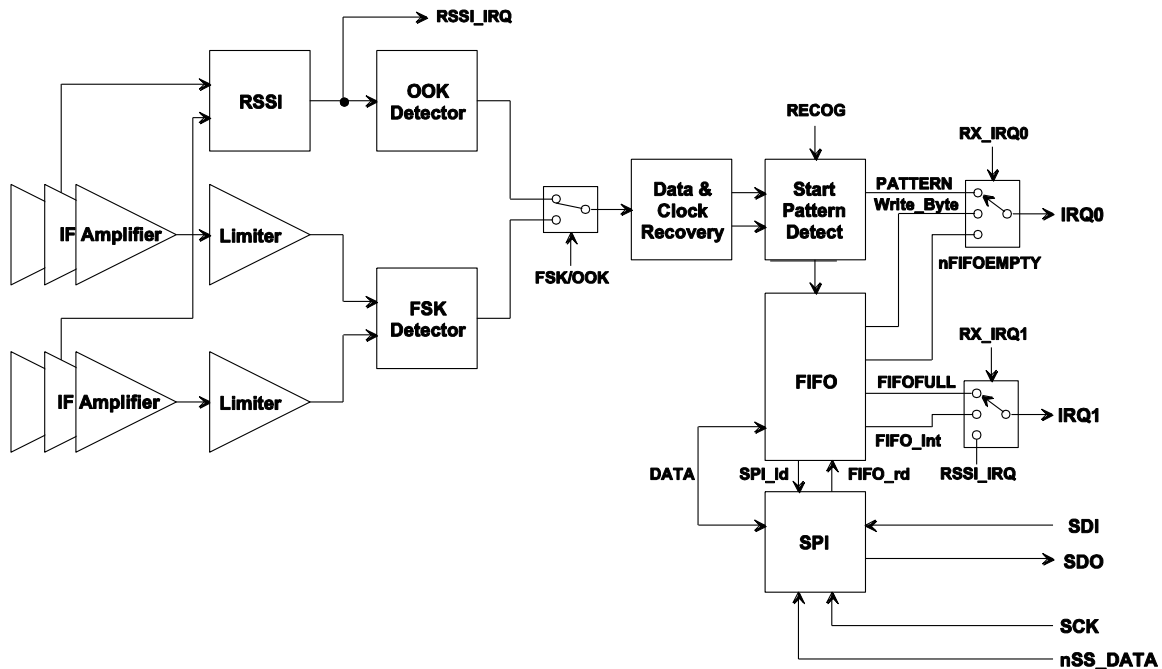 RSSI_IRQ
RSSI
OOK
Detector
RECOG
RX_IRQ0
IF Amplifier
Limiter
Data &
Clock
Recovery
Start
Pattern
Detect
PATTERN
Write_Byte
IRQ0
nFIFOEMPTY
FSK/OOK
FSK
Detector
RX_IRQ1
FIFO
FIFOFULL
IF Amplifier
Limiter
IRQ1
FIFO_Int
DATA
SPI_ld
FIFO_rd
RSSI_IRQ
SPI
SDI
SDO
SCK
nSS_DATA